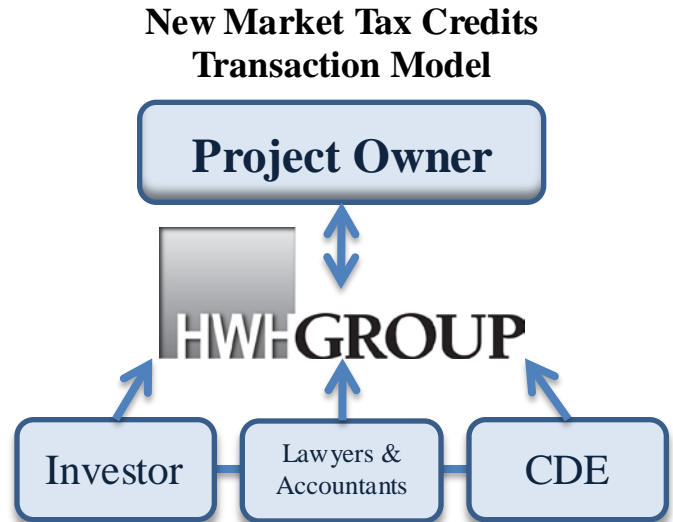 New Market Tax Credits
Transaction Model
Project Owner
HWHGROUP
Investor
Lawyers &
Accountants
CDE